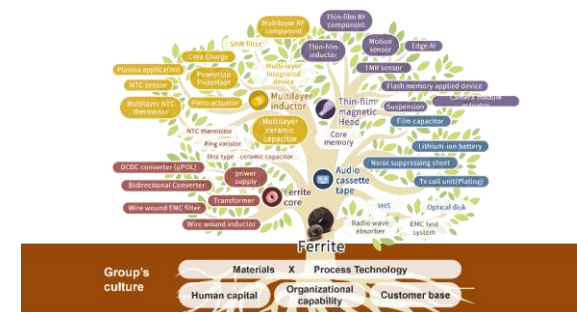 Multilayer RF
component
Thin-film RF
component
SAW filter
Thin-film
inductor
Motion
sensor
Edge AI
Cera Charge
Multi-layer
integrated
device
TMR sensor
Plasma application
PowerHap
PiezoHapt
NTC sensor
Flash memory applied device
Multilayer NTC
thermistor
Piezo actuator
Multilayer
inductor
Thin-film
magnetic
Head
Suspension
Camera module
actuator
Film capacitor
Multilayer
ceramic
capacitor
Core
memory
NTC thermistor
Ring varistor
Disc type ceramic capacitor
Lithium-ion battery
Noise suppressing sheet
DCDC converter (μPOL)
power
supply
Audio
cassette
tape
Tx coil unit(Plating)
Bidirectional Converter
Ferrite
core
Transformer
Wire wound EMC filter
VHS
Optical disk
Wire wound inductor
Radio wave
absorber
EMC test
system
Ferrite
Group's
culture
Materials X Process Technology
Human capital
Organizational
capability
Customer base